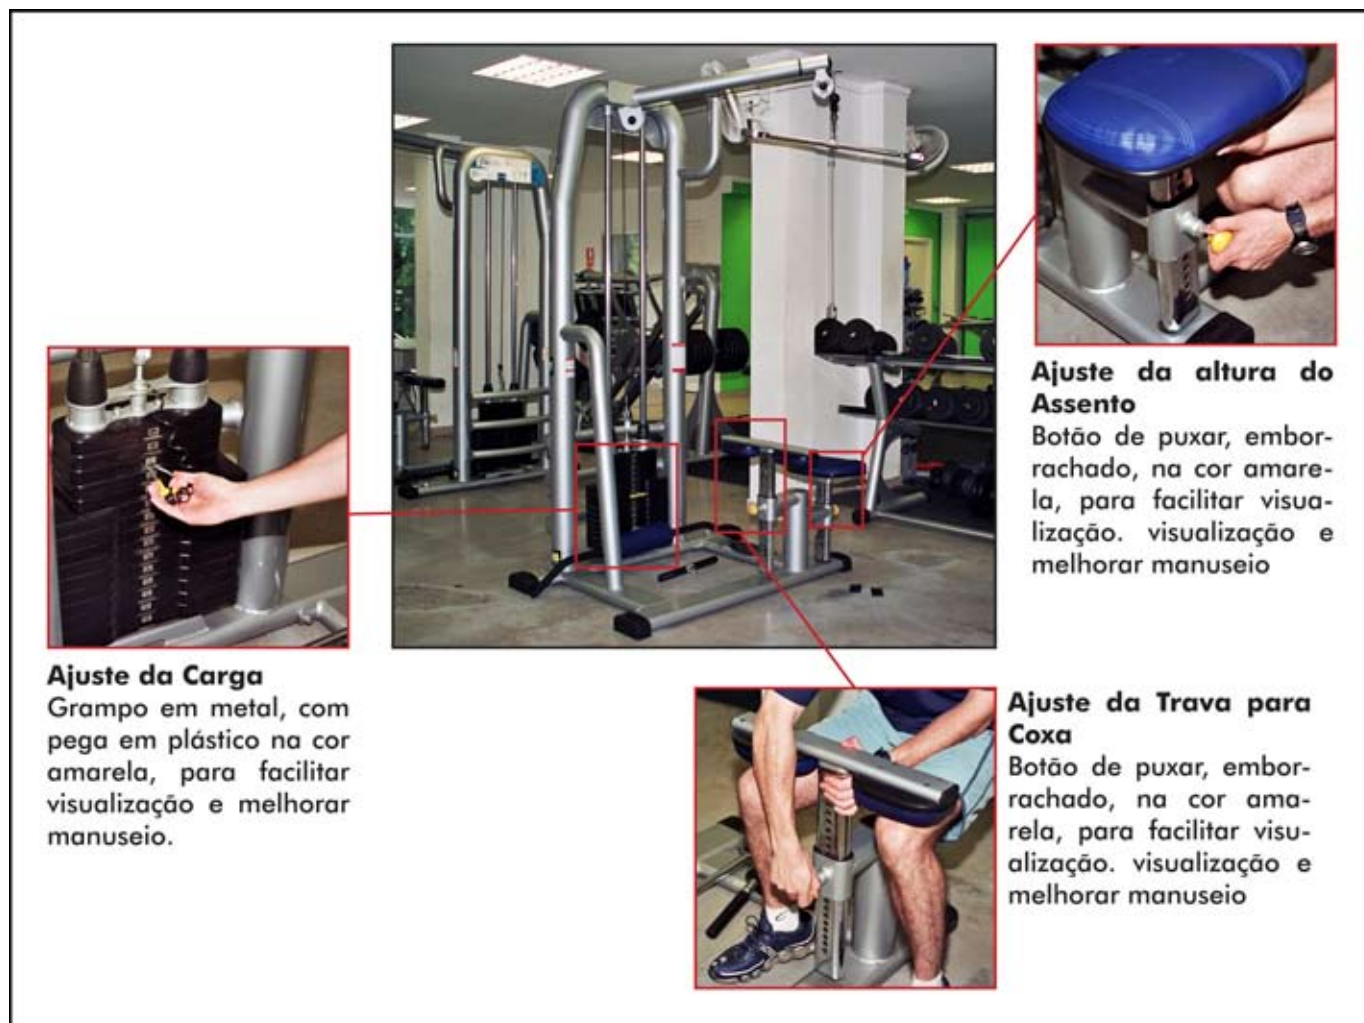 Ajuste da altura do
Assento
Botão de puxar, embor-
rachado, na cor amare-
la, para facilitar visua-
lização. visualização e
melhorar manuseio
Ajuste da Carga
Grampo em metal, com
pega em plástico na cor
amarela, para facilitar
visualização e melhorar
manuseio.
Ajuste da Trava para
Coxa
Botão de puxar, embor-
rachado, na cor ama-
rela, para facilitar visu-
alização. visualização e
melhorar manuseio